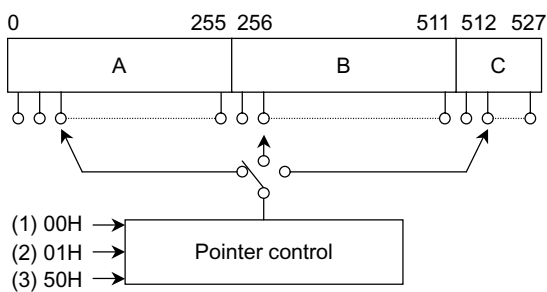 0 255 256 511 512 527
A B C
(1) 00H
(2) 01H
(3) 50H
Pointer control